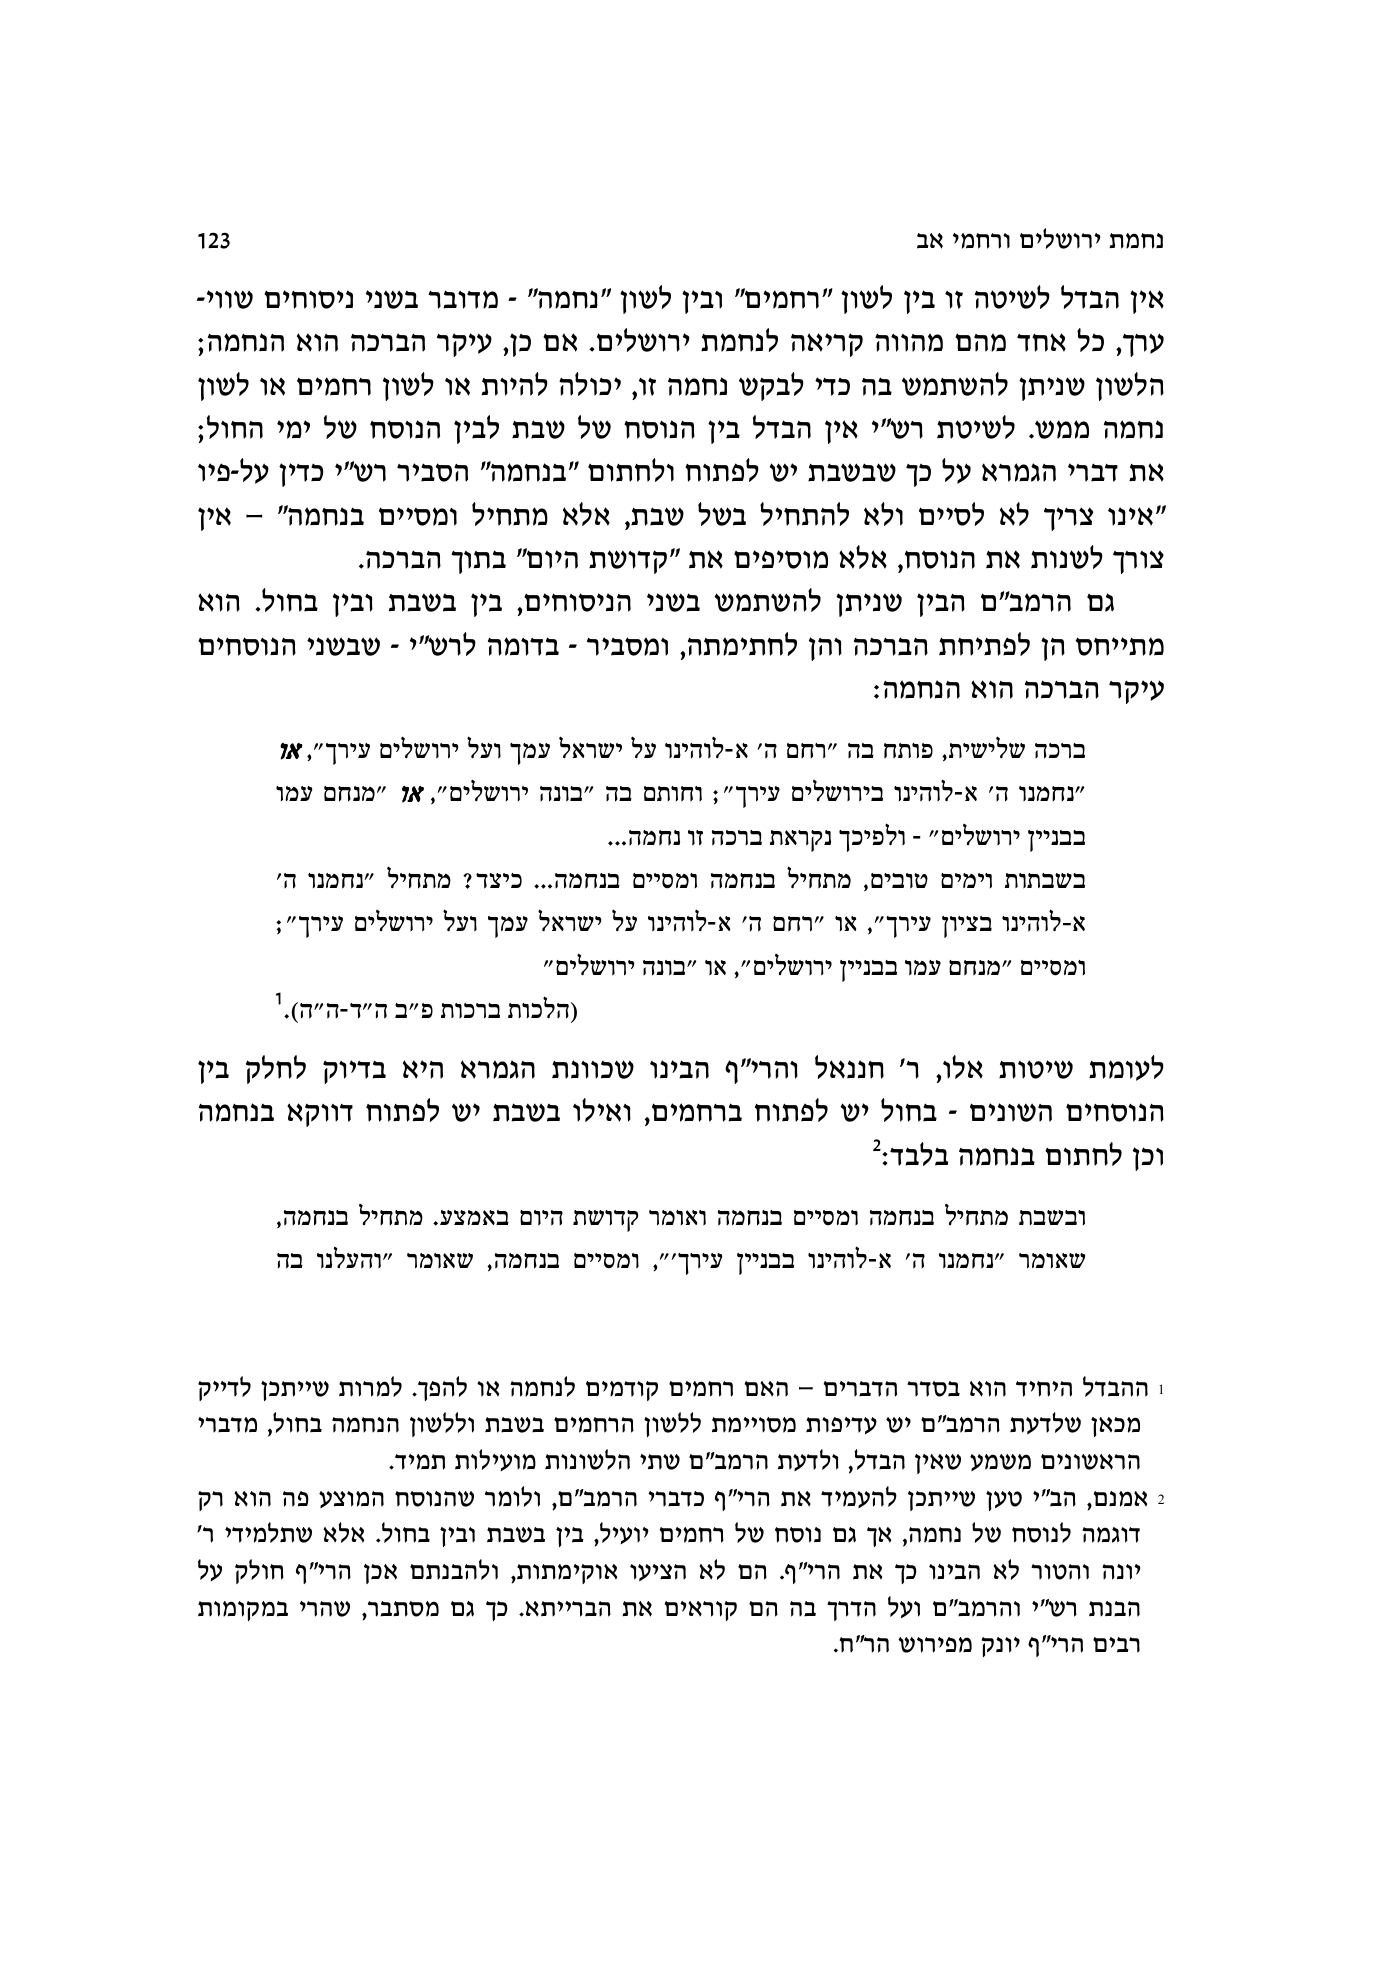 נחמת ירושלים ורחמי אב 123
אין הבדל לשיטה זו בין לשון "רחמים" ובין לשון "נחמה" - מדובר בשני ניסוחים שווי-
ערך, כל אחד מהם מהווה קריאה לנחמת ירושלים. אם כן, עיקר הברכה הוא הנחמה;
הלשון שניתן להשתמש בה כדי לבקש נחמה זו, יכולה להיות או לשון רחמים או לשון
נחמה ממש. לשיטת רש"י אין הבדל בין הנוסח של שבת לבין הנוסח של ימי החול;
את דברי הגמרא על כך שבשבת יש לפתוח ולחתום "בנחמה" הסביר רש"י כדין על-פיו
"אינו צריך לא לסיים ולא להתחיל בשל שבת, אלא מתחיל ומסיים בנחמה" – אין
צורך לשנות את הנוסח, אלא מוסיפים את "קדושת היום" בתוך הברכה.
גם הרמב"ם הבין שניתן להשתמש בשני הניסוחים, בין בשבת ובין בחול. הוא
מתייחס הן לפתיחת הברכה והן לחתימתה, ומסביר - בדומה לרש"י - שבשני הנוסחים
עיקר הברכה הוא הנחמה:
ברכה שלישית, פותח בה "רחם ה' א-לוהינו על ישראל עמך ועל ירושלים עירך", או
"נחמנו ה' א-לוהינו בירושלים עירך"; וחותם בה "בונה ירושלים", או "מנחם עמו
בבניין ירושלים" - ולפיכך נקראת ברכה זו נחמה...
בשבתות וימים טובים, מתחיל בנחמה ומסיים בנחמה... כיצד? מתחיל "נחמנו ה'
א-לוהינו בציון עירך", או "רחם ה' א-לוהינו על ישראל עמך ועל ירושלים עירך";
ומסיים "מנחם עמו בבניין ירושלים", או "בונה ירושלים"
(הלכות ברכות פ"ב ה"ד-ה"ה).1
לעומת שיטות אלו, ר' חננאל והרי"ף הבינו שכוונת הגמרא היא בדיוק לחלק בין
הנוסחים השונים - בחול יש לפתוח ברחמים, ואילו בשבת יש לפתוח דווקא בנחמה
וכן לחתום בנחמה בלבד:2
ובשבת מתחיל בנחמה ומסיים בנחמה ואומר קדושת היום באמצע. מתחיל בנחמה,
שאומר "נחמנו ה' א-לוהינו בבניין עירך'", ומסיים בנחמה, שאומר "והעלנו בה
1 ההבדל היחיד הוא בסדר הדברים – האם רחמים קודמים לנחמה או להפך. למרות שייתכן לדייק
מכאן שלדעת הרמב"ם יש עדיפות מסויימת ללשון הרחמים בשבת וללשון הנחמה בחול, מדברי
הראשונים משמע שאין הבדל, ולדעת הרמב"ם שתי הלשונות מועילות תמיד.
2 אמנם, הב"י טען שייתכן להעמיד את הרי"ף כדברי הרמב"ם, ולומר שהנוסח המוצע פה הוא רק
דוגמה לנוסח של נחמה, אך גם נוסח של רחמים יועיל, בין בשבת ובין בחול. אלא שתלמידי ר'
יונה והטור לא הבינו כך את הרי"ף. הם לא הציעו אוקימתות, ולהבנתם אכן הרי"ף חולק על
הבנת רש"י והרמב"ם ועל הדרך בה הם קוראים את הברייתא. כך גם מסתבר, שהרי במקומות
רבים הרי"ף יונק מפירוש הר"ח.